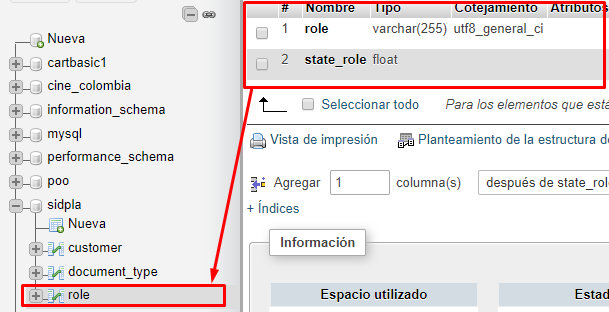 Nueva
cartbasic1
cine_colombia
information_schema
mysql
performance_schema
poo
sidpla
Nueva
customer
document_type
role
# Nombre Tipo Cotejamiento Atributos
1 role varchar(255) utf8_general_ci
2 state_role float
Seleccionar todo Para los elementos que está
Vista de impresión Planteamiento de la estructura de
Agregar 1 columna(s) después de state_rol
+ Índices
Información
Espacio utilizado Estad